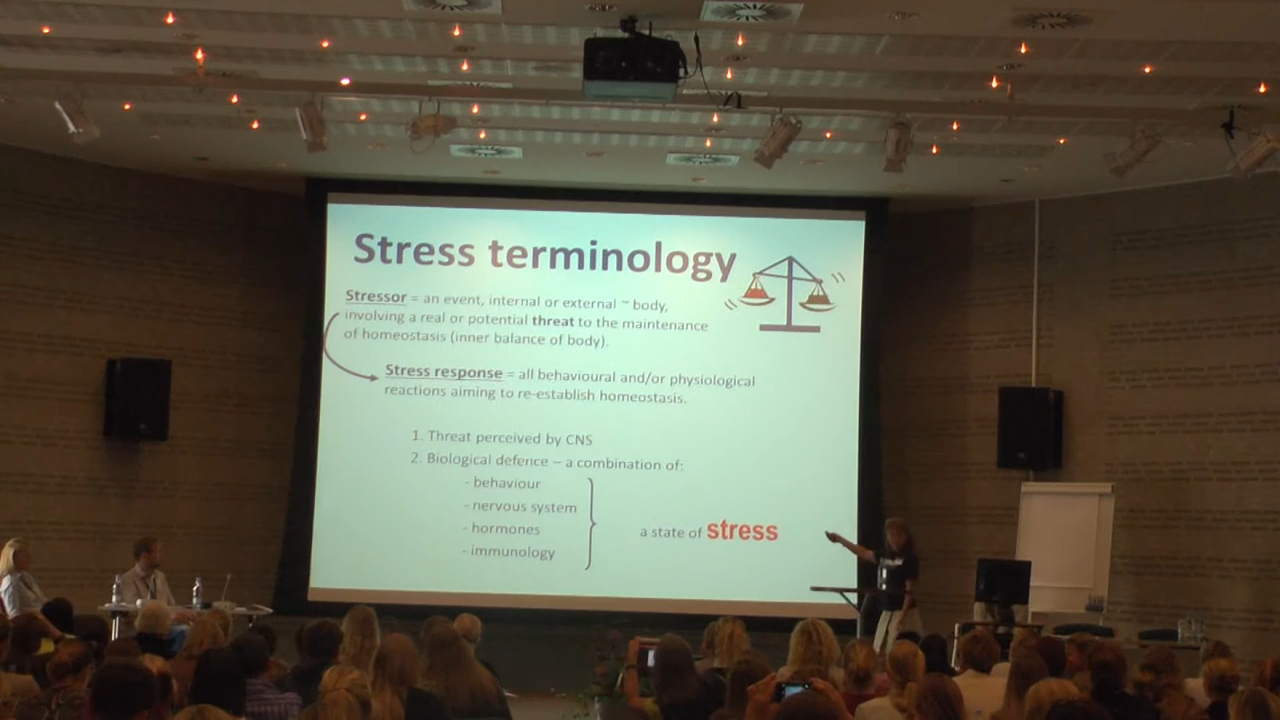 Stress terminology
Stressor = an event, internal or external ~ body,
involving a real or potential threat to the maintenance
of homeostasis (inner balance of body).
Stress response = all behavioural and/or physiological
reactions aiming to re-establish homeostasis.
1. Threat perceived by CNS
2. Biological defence – a combination of:
- behaviour
- nervous system
- hormones
- immunology
a state of stress